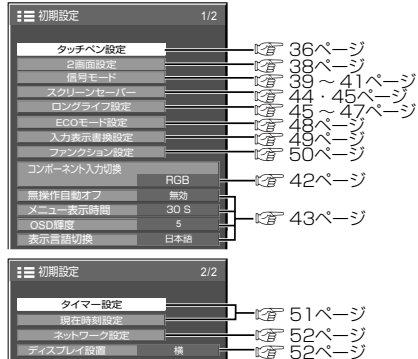 初期設定 1/2
タッチペン設定 36ページ
2画面設定 38ページ
信号モード 39 ~ 41ページ
スクリーンセーバー 44・45ページ
ロングライフ設定 45 ~ 47ページ
ECOモード設定 48ページ
入力表示書換設定 49ページ
ファンクション設定 50ページ
コンポーネント入力切換
RGB 42ページ
無操作自動オフ 無効
メニュー表示時間 30 S
43ページ
OSD輝度 5
表示言語切換 日本語
初期設定 2/2
タイマー設定
51ページ
現在時刻設定
ネットワーク設定 52ページ
ディスプレイ設置 横 52ページ